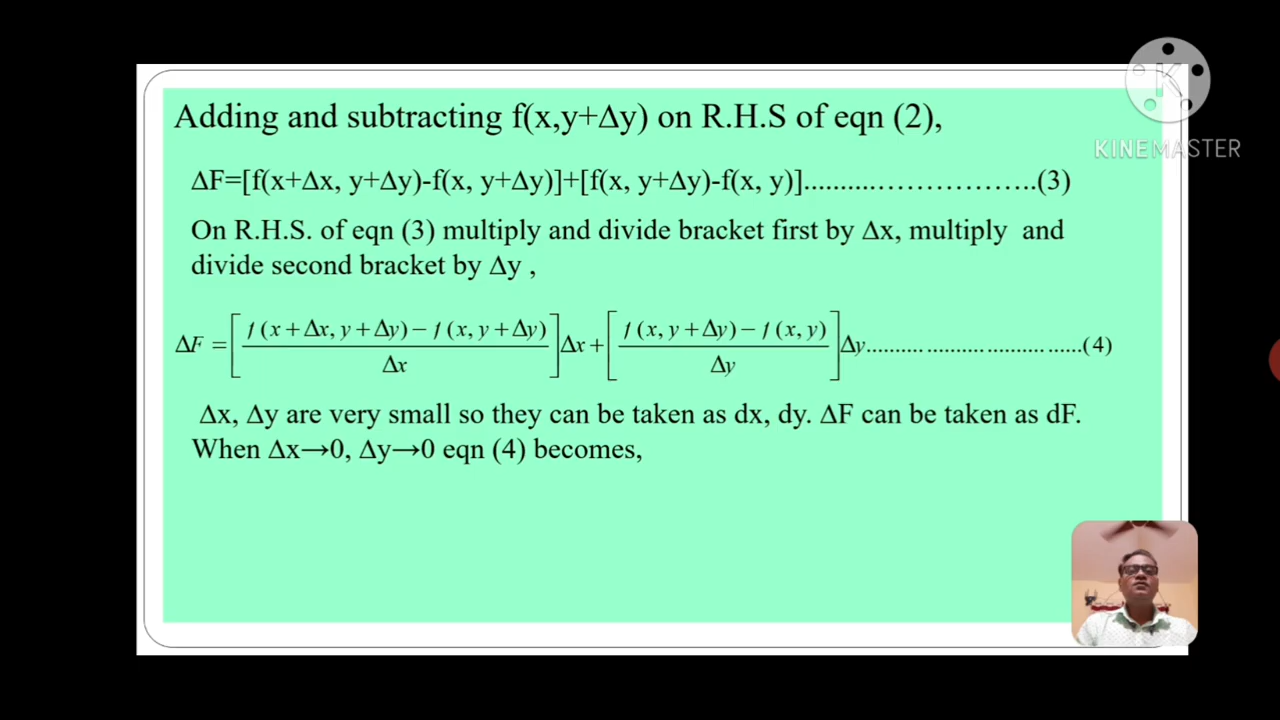 Adding and subtracting f(x,y+Δy) on R.H.S of eqn (2),
ΔF=[f(x+Δx, y+Δy)-f(x, y+Δy)]+[f(x, y+Δy)-f(x, y)]..........……………….(3)
On R.H.S. of eqn (3) multiply and divide bracket first by Δx, multiply and
divide second bracket by Δy ,
ΔF = [ f (x + Δx, y + Δy) − f (x, y + Δy) / Δx ] Δx + [ f (x, y + Δy) − f (x, y) / Δy ] Δy.......... .......... .......... ......(4)
Δx, Δy are very small so they can be taken as dx, dy. ΔF can be taken as dF.
When Δx→0, Δy→0 eqn (4) becomes,
K
KINEMASTER